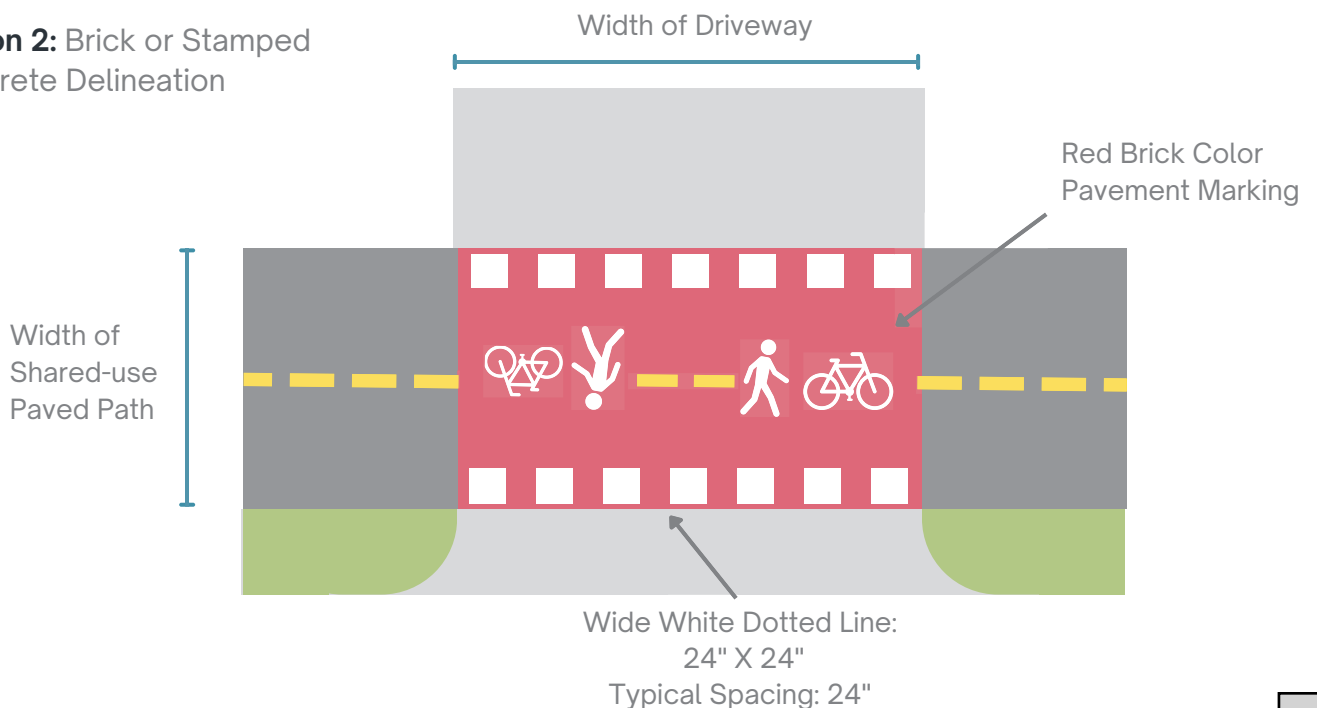 on 2: Brick or Stamped
rete Delineation
Width of Driveway
Red Brick Color
Pavement Marking
Width of
Shared-use
Paved Path
Wide White Dotted Line:
24" X 24"
Typical Spacing: 24"